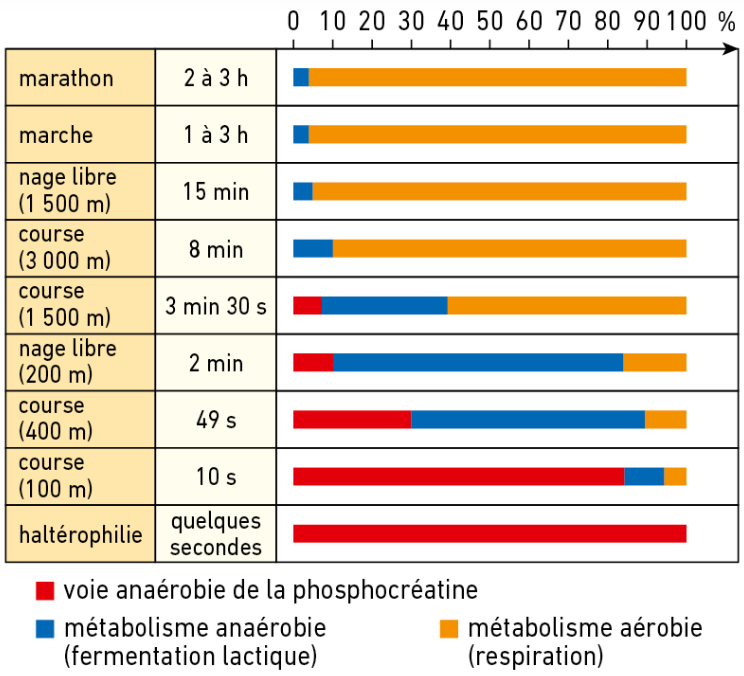 0 10 20 30 40 50 60 70 80 90 100 %
marathon 2 à 3 h
marche 1 à 3 h
nage libre
(1 500 m) 15 min
course
(3 000 m) 8 min
course
(1 500 m) 3 min 30 s
nage libre
(200 m) 2 min
course
(400 m) 49 s
course
(100 m) 10 s
haltérophilie quelques
secondes
voie anaérobie de la phosphocréatine
métabolisme anaérobie
(fermentation lactique)
métabolisme aérobie
(respiration)